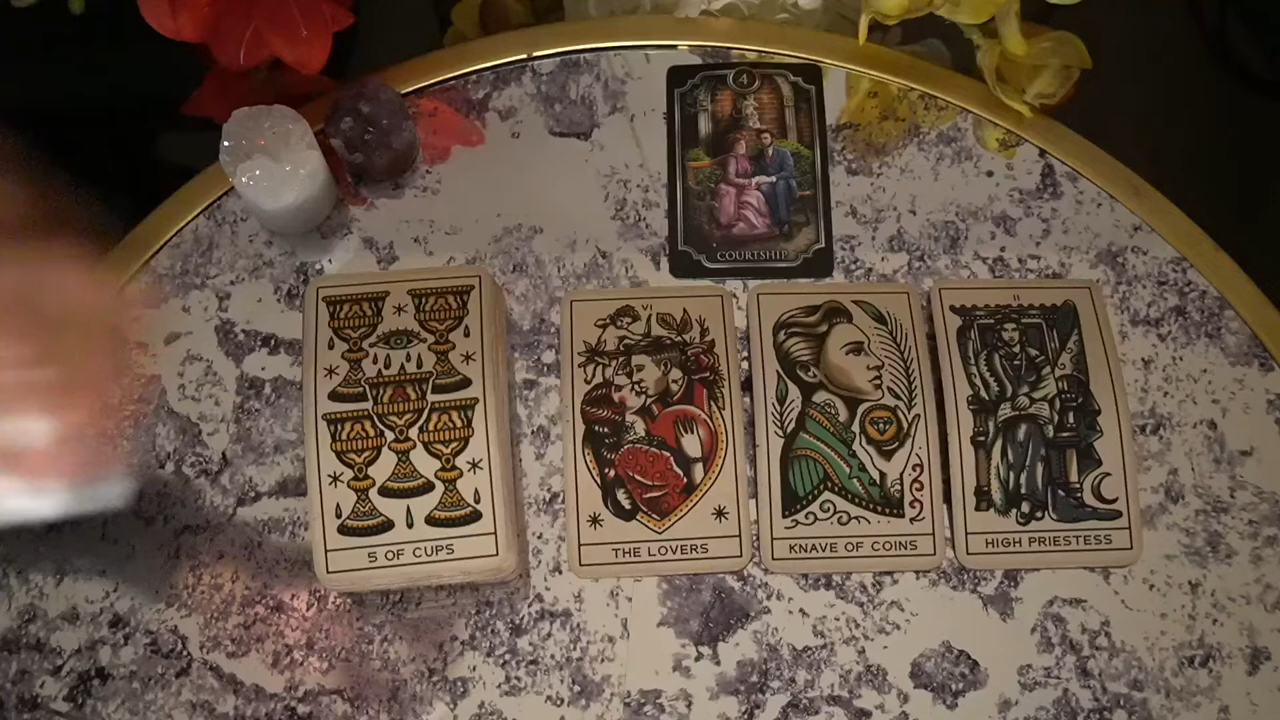 4
COURTSHIP
5 OF CUPS
VI
THE LOVERS
KNAVE OF COINS
II
HIGH PRIESTESS